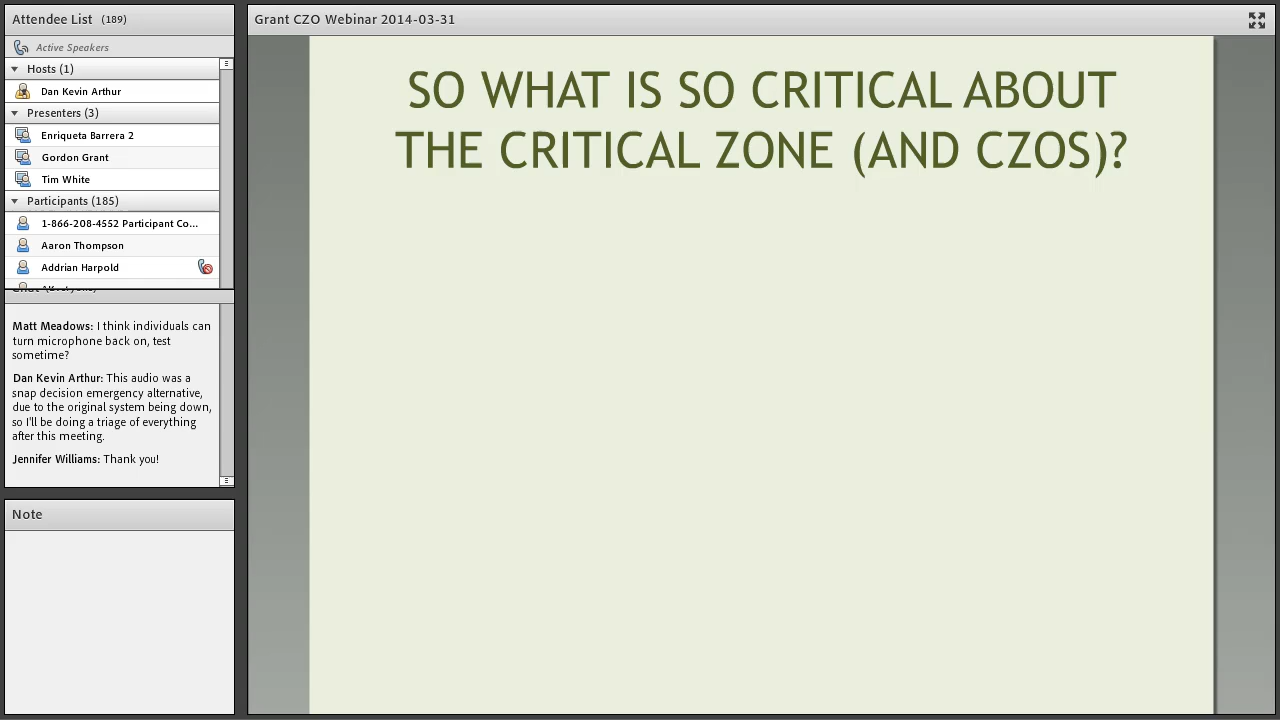 Attendee List (189)
Active Speakers
Hosts (1)
Dan Kevin Arthur
Presenters (3)
Enriqueta Barrera 2
Gordon Grant
Tim White
Participants (185)
1-866-208-4552 Participant Co...
Aaron Thompson
Addrian Harpold
Matt Meadows: I think individuals can
turn microphone back on, test
sometime?
Dan Kevin Arthur: This audio was a
snap decision emergency alternative,
due to the original system being down,
so I'll be doing a triage of everything
after this meeting.
Jennifer Williams: Thank you!
Note
Grant CZO Webinar 2014-03-31
SO WHAT IS SO CRITICAL ABOUT
THE CRITICAL ZONE (AND CZOS)?